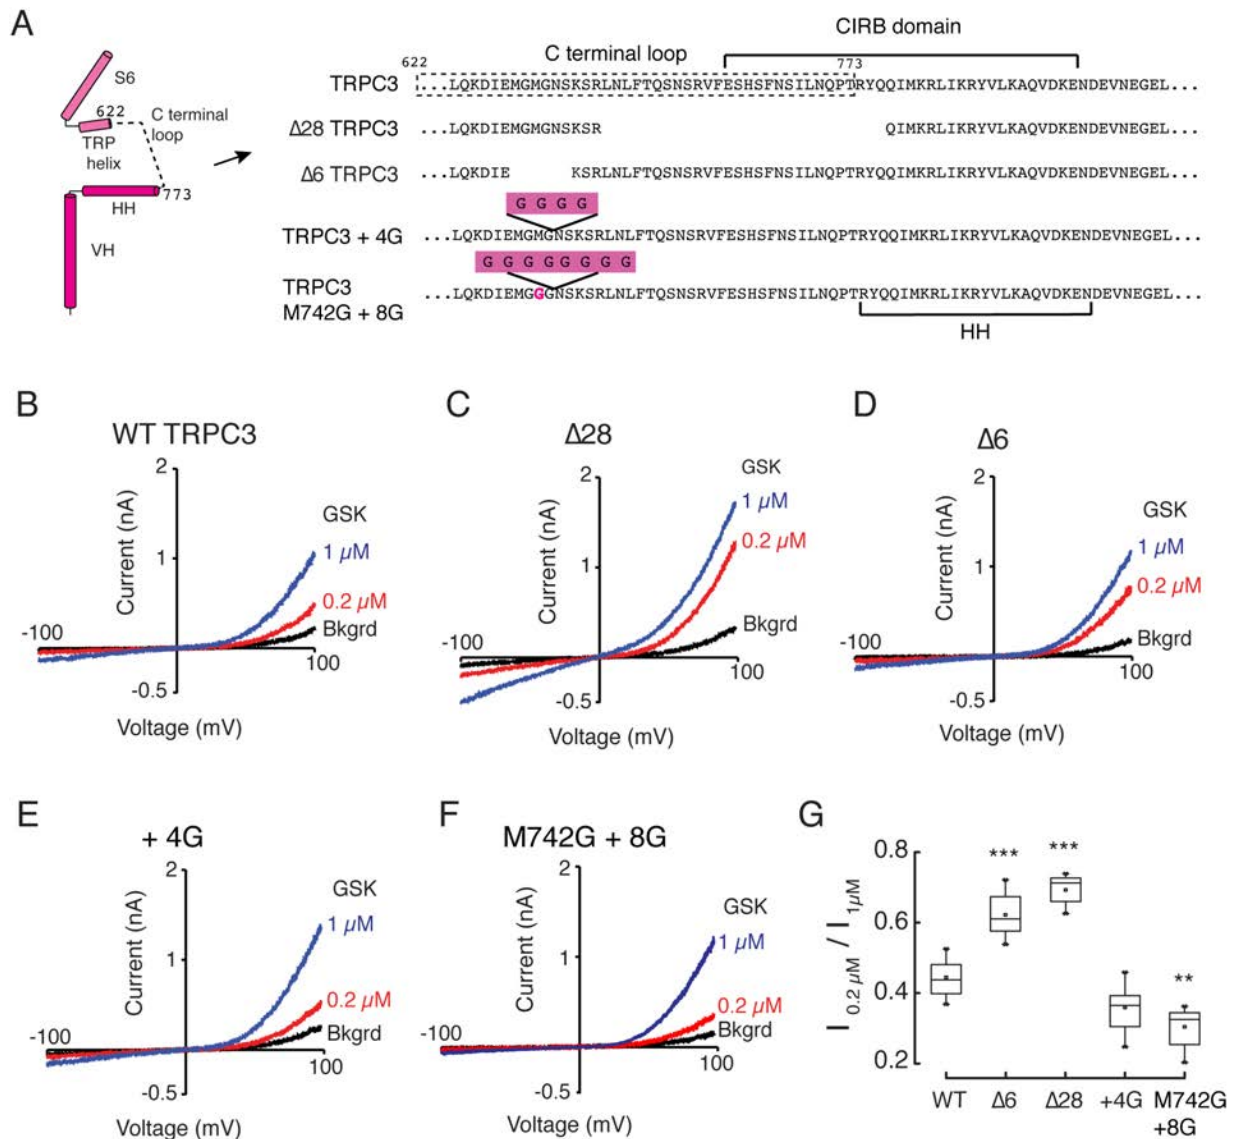 A
CIRB domain
C terminal loop
622
773
S6
622
C terminal
loop
TRP
helix
773
HH
VH
TRPC3
...LQKDIEMGMGNSKSRLNLFTQSNSRVFESHSFNSILNQPTRYQQIMKRLIKRYVLKAQVDKENDEVNEGEL...
Δ28 TRPC3
...LQKDIEMGMGNSKSR QIMKRLIKRYVLKAQVDKENDEVNEGEL...
Δ6 TRPC3
...LQKDIE KSRLNLFTQSNSRVFESHSFNSILNQPTRYQQIMKRLIKRYVLKAQVDKENDEVNEGEL...
G G G G
TRPC3 + 4G
...LQKDIEMGMGNSKSRLNLFTQSNSRVFESHSFNSILNQPTRYQQIMKRLIKRYVLKAQVDKENDEVNEGEL...
G G G G G G G G
TRPC3
M742G + 8G
...LQKDIEMGGGNSKSRLNLFTQSNSRVFESHSFNSILNQPTRYQQIMKRLIKRYVLKAQVDKENDEVNEGEL...
HH
B
WT TRPC3
2
Current (nA)
GSK
1
1 µM
0.2 µM
Bkgrd
-100
100
-0.5
Voltage (mV)
C
Δ28
2
Current (nA)
GSK
1 µM
1
0.2 µM
Bkgrd
-100
100
-0.5
Voltage (mV)
D
Δ6
2
Current (nA)
GSK
1
1 µM
0.2 µM
Bkgrd
-100
100
-0.5
Voltage (mV)
E
+ 4G
2
Current (nA)
GSK
1 µM
1
0.2 µM
Bkgrd
-100
100
-0.5
Voltage (mV)
F
M742G + 8G
2
Current (nA)
GSK
1 µM
1
0.2 µM
Bkgrd
-100
100
-0.5
Voltage (mV)
G
I 0.2 µM / I 1µM
0.8
0.6
0.4
0.2
***
***
**
WT
Δ6
Δ28
+4G
M742G
+8G